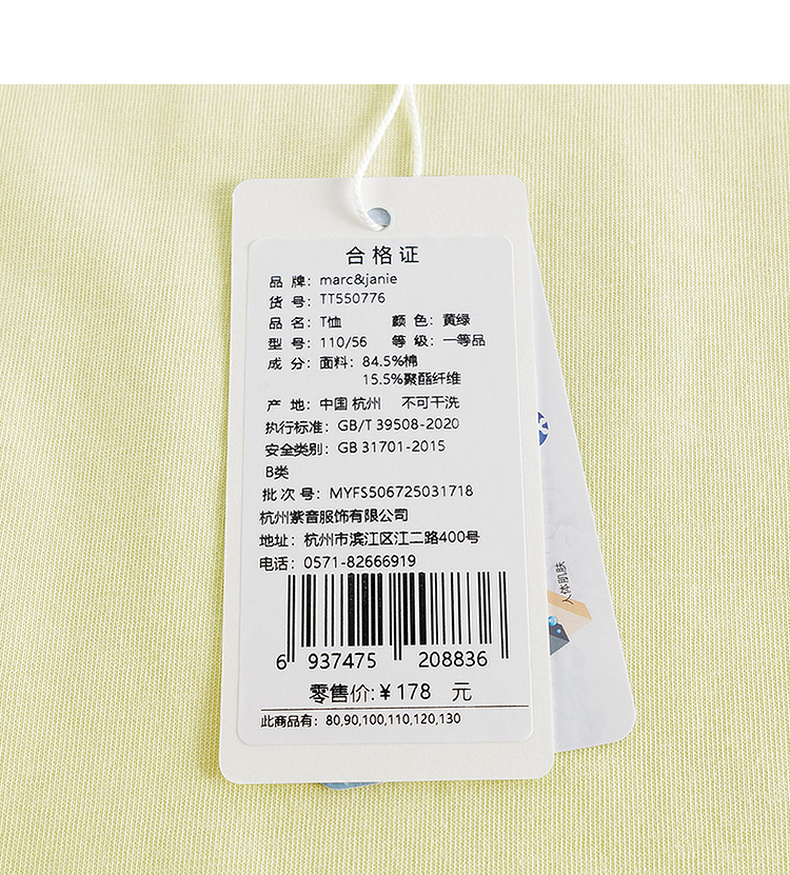 合格证
品 牌：marc&janie
货 号：TT550776
品 名：T恤 颜 色：黄绿
型 号：110/56 等 级：一等品
成 分：面料：84.5%棉
15.5%聚酯纤维
产 地：中国 杭州 不可干洗
执行标准：GB/T 39508-2020
安全类别：GB 31701-2015
B类
批 次 号：MYFS506725031718
杭州紫音服饰有限公司
地址：杭州市滨江区江二路400号
电话：0571-82666919
6 937475 208836
零售价:￥178 元
此商品有：80,90,100,110,120,130
人体肌肤